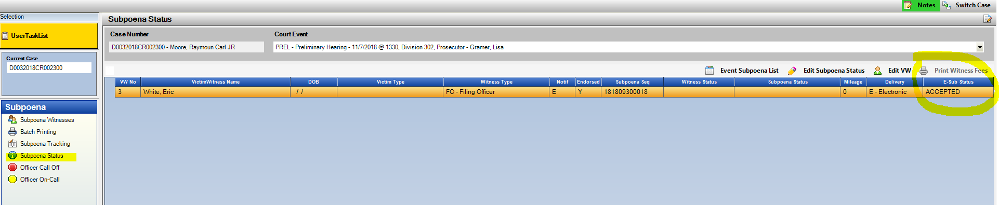 Notes Switch Case
Selection
Subpoena Status
UserTaskList
Case Number Court Event
D0032018CR002300 - Moore, Raymoun Carl JR PREL - Preliminary Hearing - 11/7/2018 @ 1330, Division 302, Prosecutor - Gramer, Lisa
Current Case
D0032018CR002300
Event Subpoena List Edit Subpoena Status Edit VW Print Witness Fees
VW No VictimWitness Name DOB Victim Type Witness Type Notif Endorsed Subpoena Seq Witness Status Subpoena Status Mileage Delivery E-Sub Status
3 White, Eric / / FO - Filing Officer E Y 181809300018 0 E - Electronic ACCEPTED
Subpoena
Subpoena Witnesses
Batch Printing
Subpoena Tracking
Subpoena Status
Officer Call Off
Officer On-Call